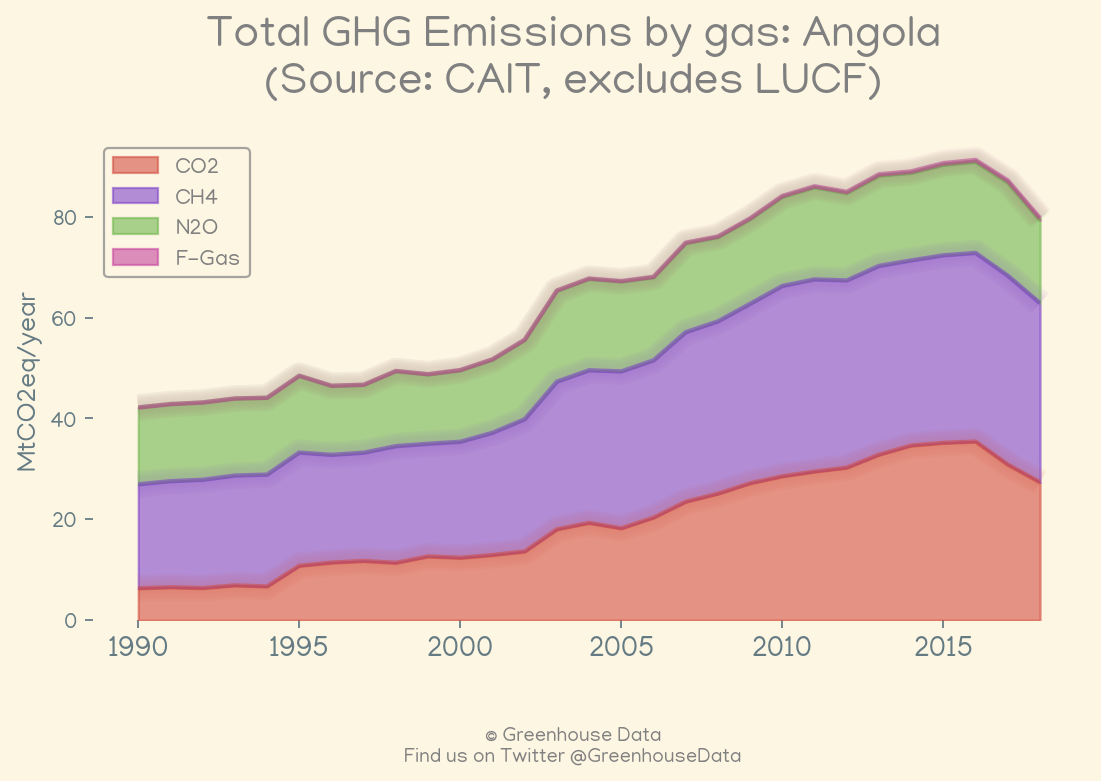 Total GHG Emissions by gas: Angola
(Source: CAIT, excludes LUCF)
CO2
CH4
N2O
F-Gas
MtCO2eq/year
80
60
40
20
0
1990 1995 2000 2005 2010 2015
© Greenhouse Data
Find us on Twitter @GreenhouseData